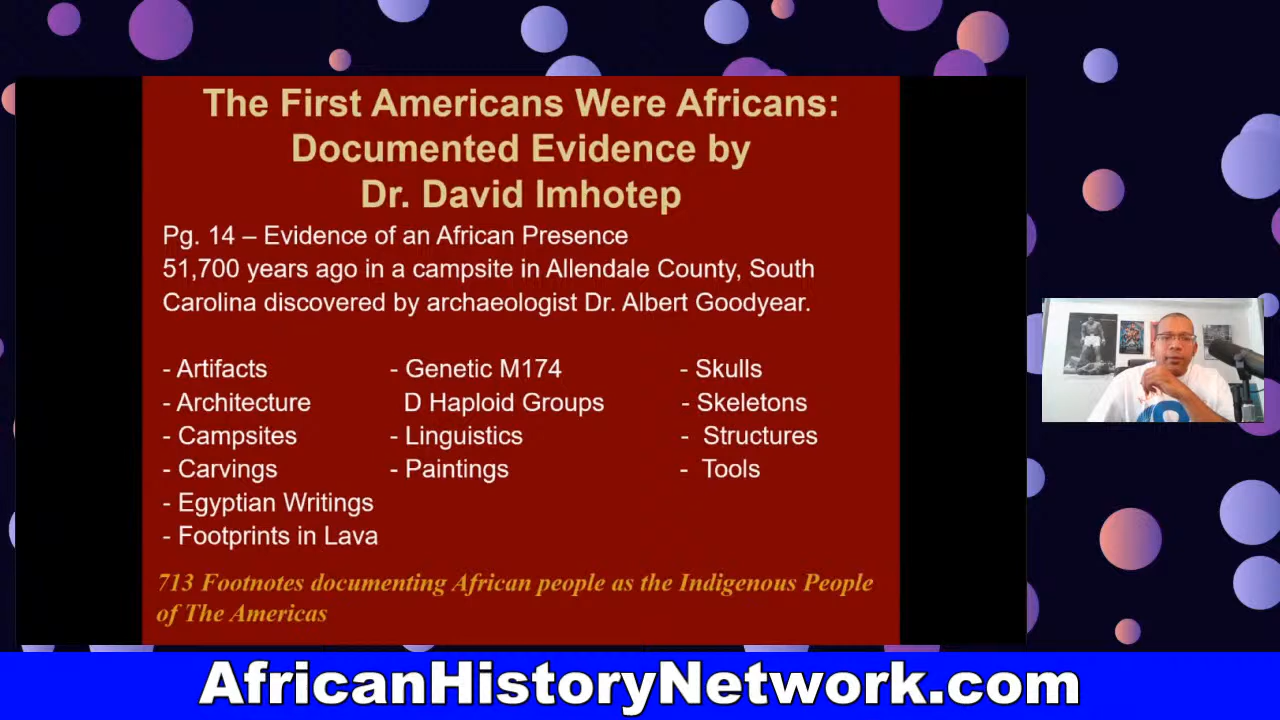 The First Americans Were Africans:
Documented Evidence by
Dr. David Imhotep
Pg. 14 – Evidence of an African Presence
51,700 years ago in a campsite in Allendale County, South
Carolina discovered by archaeologist Dr. Albert Goodyear.
- Artifacts
- Architecture
- Campsites
- Carvings
- Egyptian Writings
- Footprints in Lava
- Genetic M174
D Haploid Groups
- Linguistics
- Paintings
- Skulls
- Skeletons
- Structures
- Tools
713 Footnotes documenting African people as the Indigenous People
of The Americas
AfricanHistoryNetwork.com